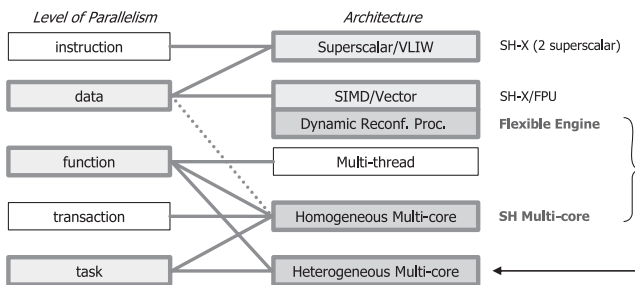 Level of Parallelism Architecture
instruction Superscalar/VLIW SH-X (2 superscalar)
data SIMD/Vector SH-X/FPU
Dynamic Reconf. Proc. Flexible Engine
function Multi-thread
transaction Homogeneous Multi-core SH Multi-core
task Heterogeneous Multi-core